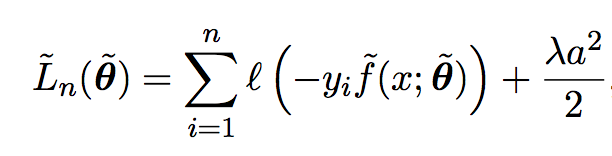 L̃ₙ(𝜽̃) = ∑ᵢ₌₁ⁿ ℓ(−yᵢ f̃(x; 𝜽̃)) + λa²/2.